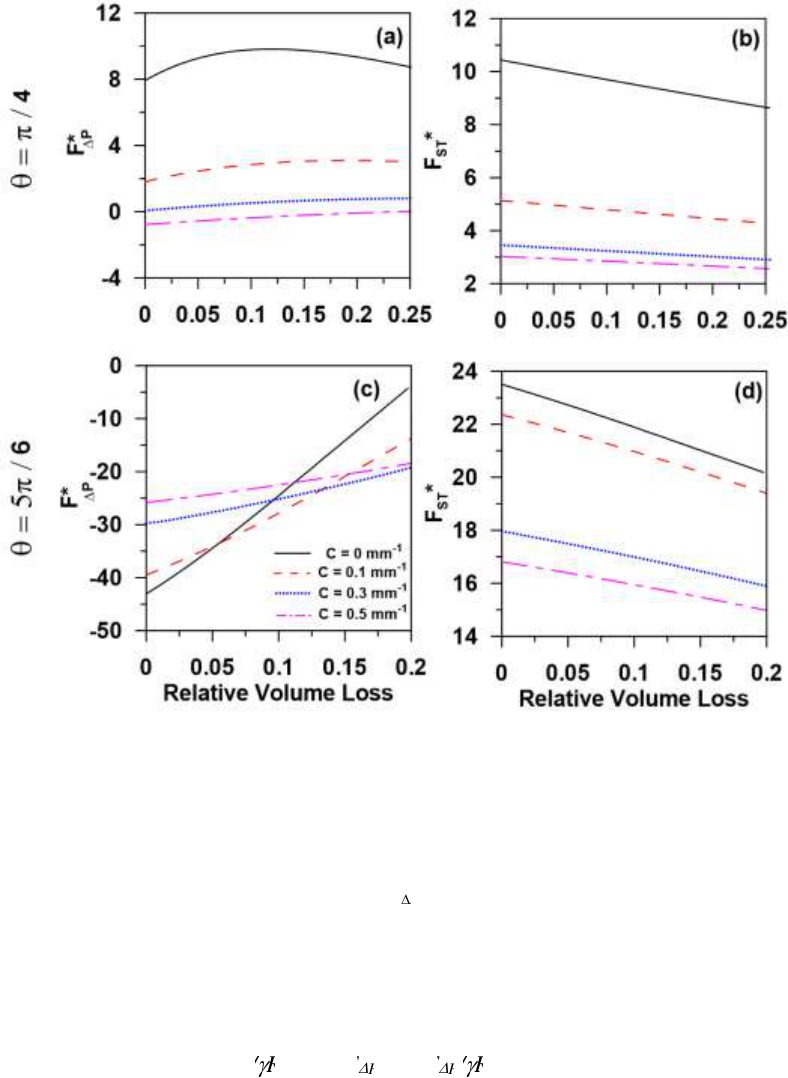 θ = π / 4
(a)
F*ΔP
12
8
4
0
-4
0 0.05 0.1 0.15 0.2 0.25
(b)
FST*
12
10
8
6
4
2
0 0.05 0.1 0.15 0.2 0.25
θ = 5π / 6
(c)
F*ΔP
0
-10
-20
-30
-40
-50
C = 0 mm-1
C = 0.1 mm-1
C = 0.3 mm-1
C = 0.5 mm-1
0 0.05 0.1 0.15 0.2
Relative Volume Loss
(d)
FST*
24
22
20
18
16
14
0 0.05 0.1 0.15 0.2
Relative Volume Loss
Δ